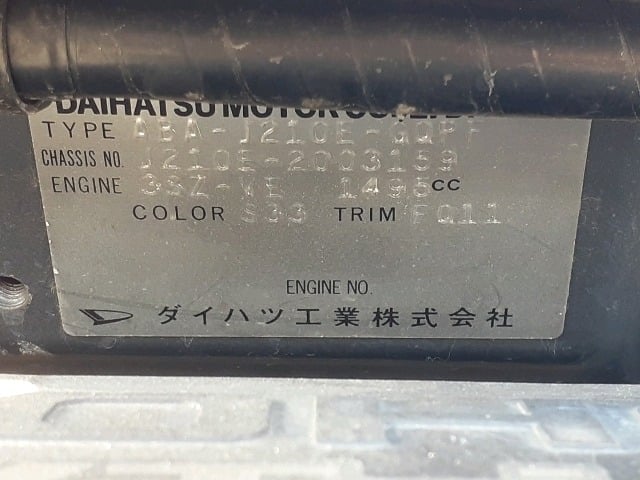 DAIHATSU MOTOR CO., LTD.
TYPE ABA-J210E-GQPF
CHASSIS NO. J210E-2003159
ENGINE 3SZ-VE 1495CC
COLOR S33 TRIM FQ11
ENGINE NO.
ダイハツ工業株式会社